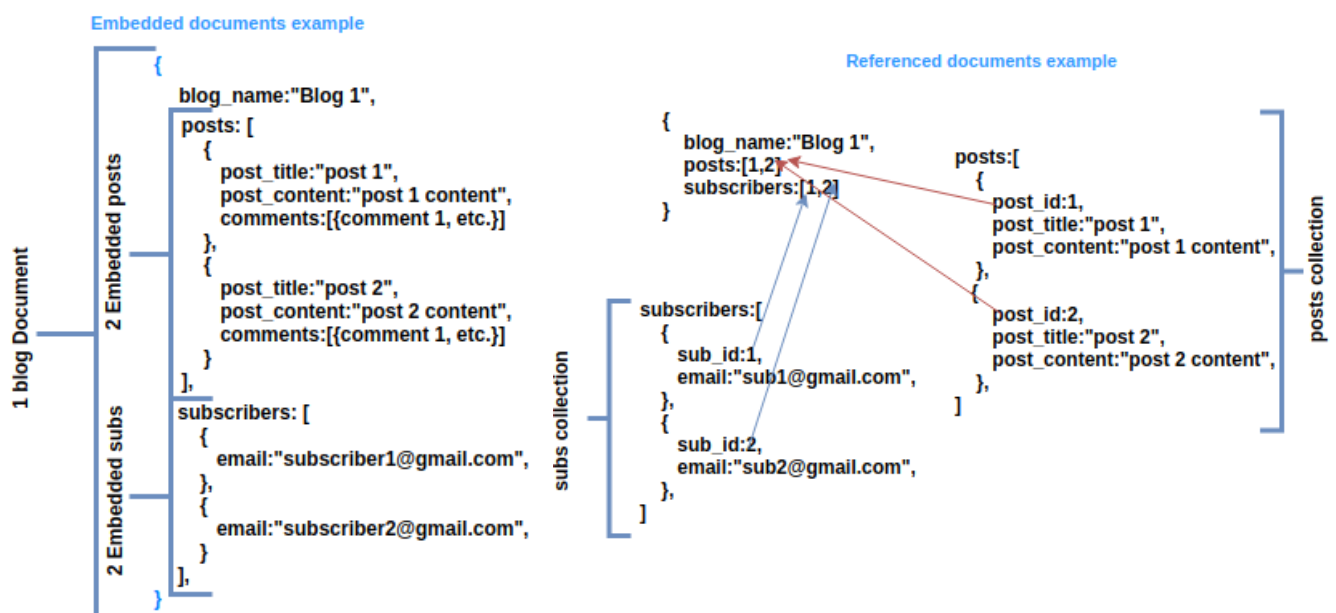 Embedded documents example
{
blog_name:"Blog 1",
posts: [
{
post_title:"post 1",
post_content:"post 1 content",
comments:[{comment 1, etc.}]
},
{
post_title:"post 2",
post_content:"post 2 content",
comments:[{comment 1, etc.}]
}
],
subscribers: [
{
email:"subscriber1@gmail.com",
},
{
email:"subscriber2@gmail.com",
}
],
}
1 blog Document
2 Embedded posts
2 Embedded subs
Referenced documents example
{
blog_name:"Blog 1",
posts:[1,2]
subscribers:[1,2]
}
subscribers:[
{
sub_id:1,
email:"sub1@gmail.com",
},
{
sub_id:2,
email:"sub2@gmail.com",
},
]
subs collection
posts:[
{
post_id:1,
post_title:"post 1",
post_content:"post 1 content",
},
{
post_id:2,
post_title:"post 2",
post_content:"post 2 content",
},
]
posts collection